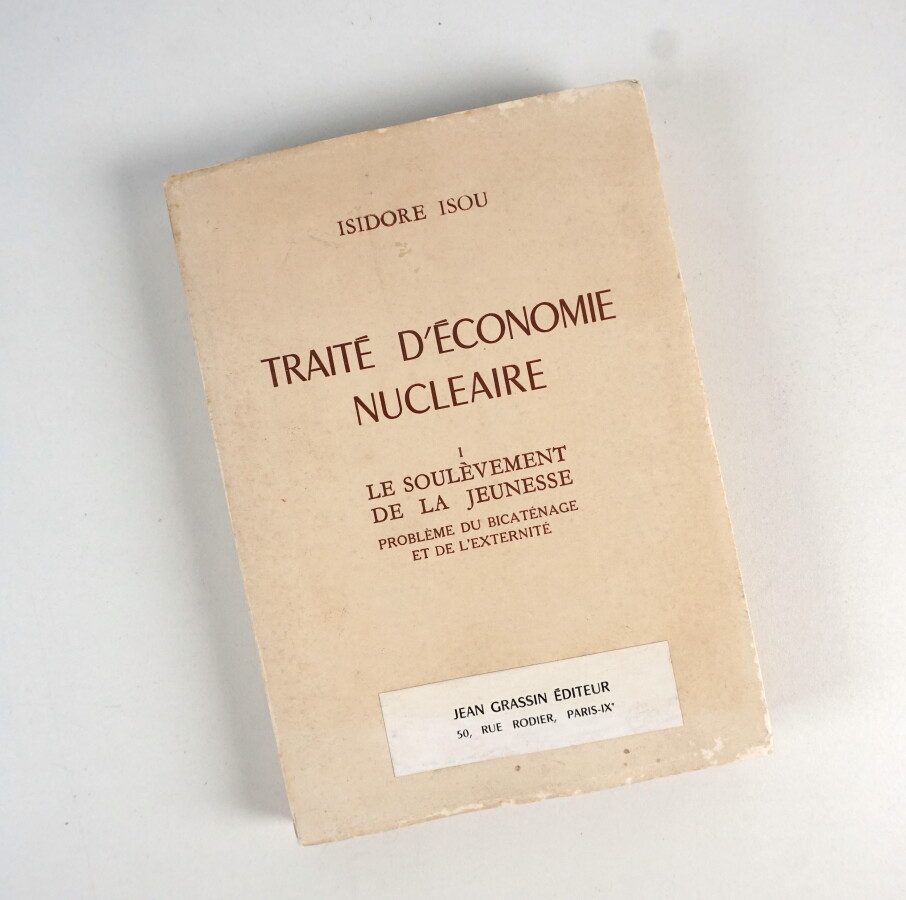 ISIDORE ISOU
TRAITÉ D'ÉCONOMIE
NUCLEAIRE
I
LE SOULÈVEMENT
DE LA JEUNESSE
PROBLÈME DU BICATÉNAGE
ET DE L'EXTERNITÉ
JEAN GRASSIN ÉDITEUR
50, RUE RODIER, PARIS-IXᵉ